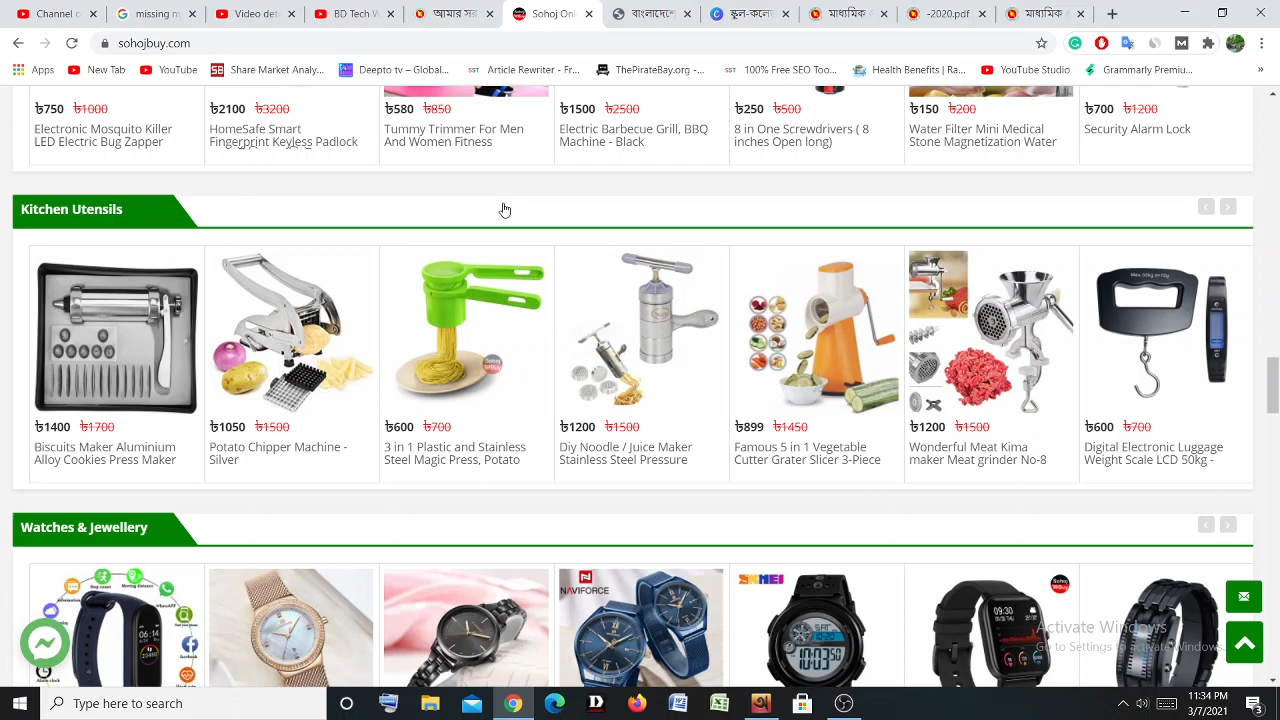 Channel c
missing m
Video det
BD Tech W
Sohoj Onl
-2020.pdf
sohojbuy.com
Apps
New Tab
YouTube
Share Market Analy...
Deepto TV – Global...
Article Rewriter - Fr...
ThePirateBay.org -...
100% Free SEO Too...
Health Benefits | Ra...
YouTube Studio
Grammarly Premiu...
»
৳750 ৳1000
৳2100 ৳3200
৳580 ৳850
৳1500 ৳2500
৳250 ৳500
৳150 ৳200
৳700 ৳1200
Electronic Mosquito Killer
LED Electric Bug Zapper
HomeSafe Smart
Fingerprint Keyless Padlock
Tummy Trimmer For Men
And Women Fitness
Electric Barbecue Grill, BBQ
Machine - Black
8 in One Screwdrivers ( 8
inches Open long)
Water Filter Mini Medical
Stone Magnetization Water
Security Alarm Lock
Kitchen Utensils
৳1400 ৳1700
৳1050 ৳1500
৳600 ৳700
৳1200 ৳1500
৳899 ৳1450
৳1200 ৳1500
৳600 ৳700
Biscuits Maker Aluminium
Alloy Cookies Press Maker
Potato Chipper Machine -
Silver
3 in 1 Plastic and Stainless
Steel Magic Press, Potato
Diy Noodle / Juice Maker
Stainless Steel Pressure
Famous 5 in 1 Vegetable
Cutter Grater Slicer 3-Piece
Wonderful Meat Kima
maker Meat grinder No-8
Digital Electronic Luggage
Weight Scale LCD 50kg -
Watches & Jewellery
NAVIFORCE
SKMEI
06:14
10:03
09:30
Activate Windows
Go to Settings to activate Windows.
Type here to search
11:34 PM
3/7/2021